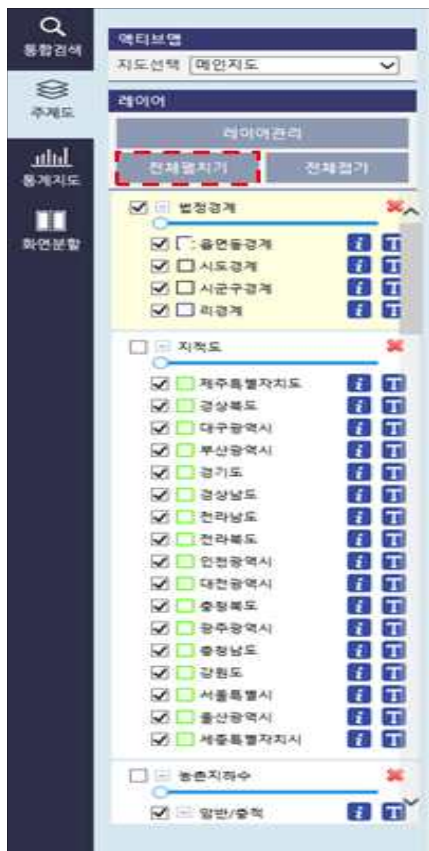 통합검색
주제도
통계지도
화면분할
액티브맵
지도선택 메인지도
레이어
레이어관리
전체펼치기 전체접기
법정경계
읍면동경계 i T
시도경계 i T
시군구경계 i T
리경계 i T
지적도
제주특별자치도 i T
경상북도 i T
대구광역시 i T
부산광역시 i T
경기도 i T
경상남도 i T
전라남도 i T
전라북도 i T
인천광역시 i T
대전광역시 i T
충청북도 i T
광주광역시 i T
충청남도 i T
강원도 i T
서울특별시 i T
울산광역시 i T
세종특별자치시 i T
농촌지하수
암반/충적 i T